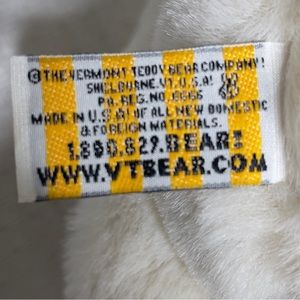 © THE VERMONT TEDDY BEAR COMPANY!
SHELBURNE, VT. U.S.A!
PA. REG. NO. 6666
MADE IN U.S.A! OF ALL NEW DOMESTIC
& FOREIGN MATERIALS.
1.800.829.BEAR!
WWW.VTBEAR.COM